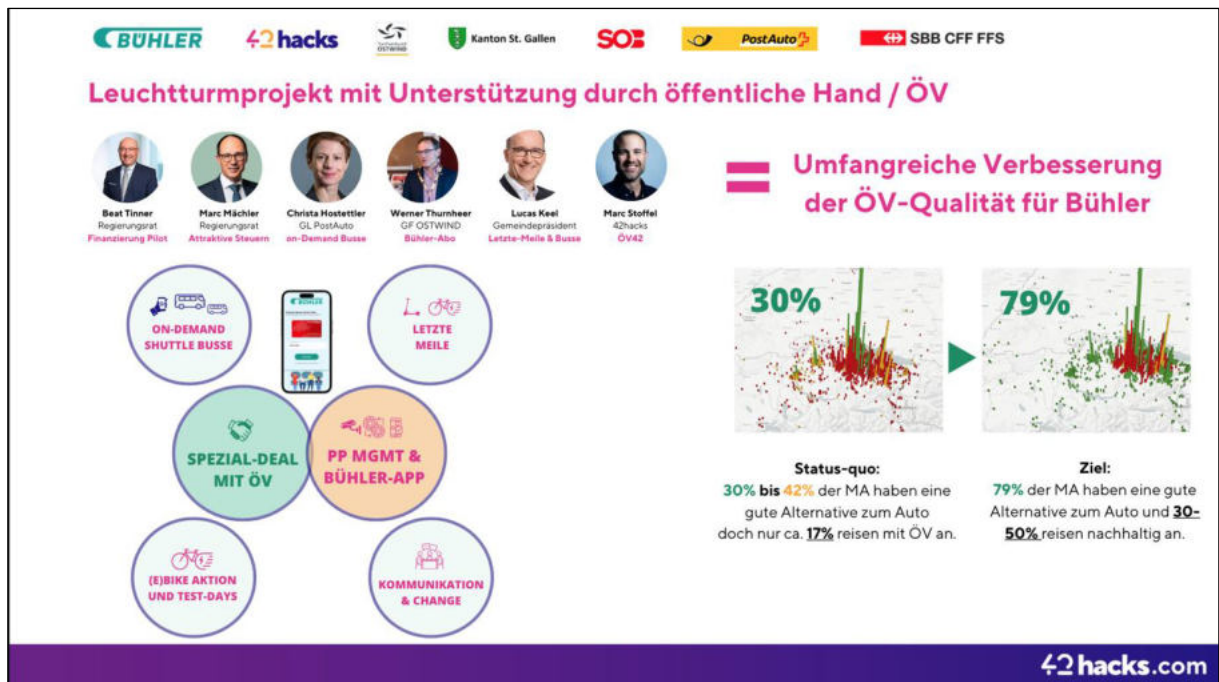 BÜHLER
42hacks
OSTWIND
Kanton St. Gallen
SOB
PostAuto
SBB CFF FFS
Leuchtturmprojekt mit Unterstützung durch öffentliche Hand / ÖV
Beat Tinner
Regierungsrat
Finanzierung Pilot
Marc Mächler
Regierungsrat
Attraktive Steuern
Christa Hostettler
GL PostAuto
on-Demand Busse
Werner Thurnheer
GF OSTWIND
Bühler-Abo
Lucas Keel
Gemeindepräsident
Letzte-Meile & Busse
Marc Stoffel
42hacks
ÖV42
= Umfangreiche Verbesserung
der ÖV-Qualität für Bühler
ON-DEMAND
SHUTTLE BUSSE
BÜHLER
LETZTE
MEILE
SPEZIAL-DEAL
MIT ÖV
PP MGMT &
BÜHLER-APP
(E)BIKE AKTION
UND TEST-DAYS
KOMMUNIKATION
& CHANGE
30%
79%
Status-quo:
30% bis 42% der MA haben eine
gute Alternative zum Auto
doch nur ca. 17% reisen mit ÖV an.
Ziel:
79% der MA haben eine gute
Alternative zum Auto und 30-
50% reisen nachhaltig an.
42hacks.com